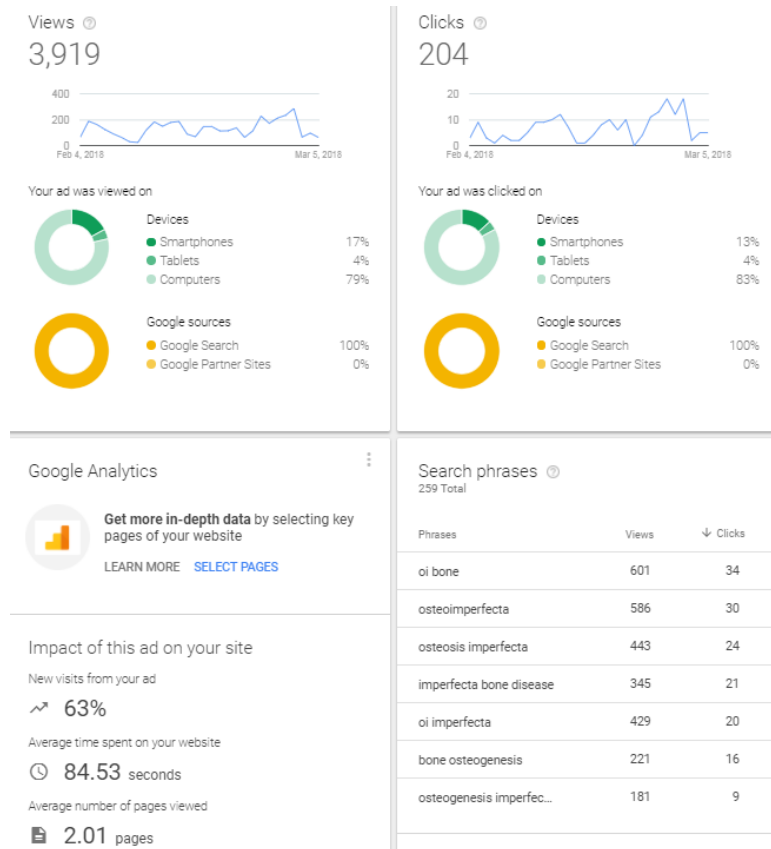 Views
3,919
400
200
0
Feb 4, 2018 Mar 5, 2018
Your ad was viewed on
Devices
Smartphones 17%
Tablets 4%
Computers 79%
Google sources
Google Search 100%
Google Partner Sites 0%
Clicks
204
20
10
0
Feb 4, 2018 Mar 5, 2018
Your ad was clicked on
Devices
Smartphones 13%
Tablets 4%
Computers 83%
Google sources
Google Search 100%
Google Partner Sites 0%
Google Analytics
Get more in-depth data by selecting key
pages of your website
LEARN MORE SELECT PAGES
Impact of this ad on your site
New visits from your ad
63%
Average time spent on your website
84.53 seconds
Average number of pages viewed
2.01 pages
Search phrases
259 Total
Phrases Views Clicks
oi bone 601 34
osteoimperfecta 586 30
osteosis imperfecta 443 24
imperfecta bone disease 345 21
oi imperfecta 429 20
bone osteogenesis 221 16
osteogenesis imperfec... 181 9